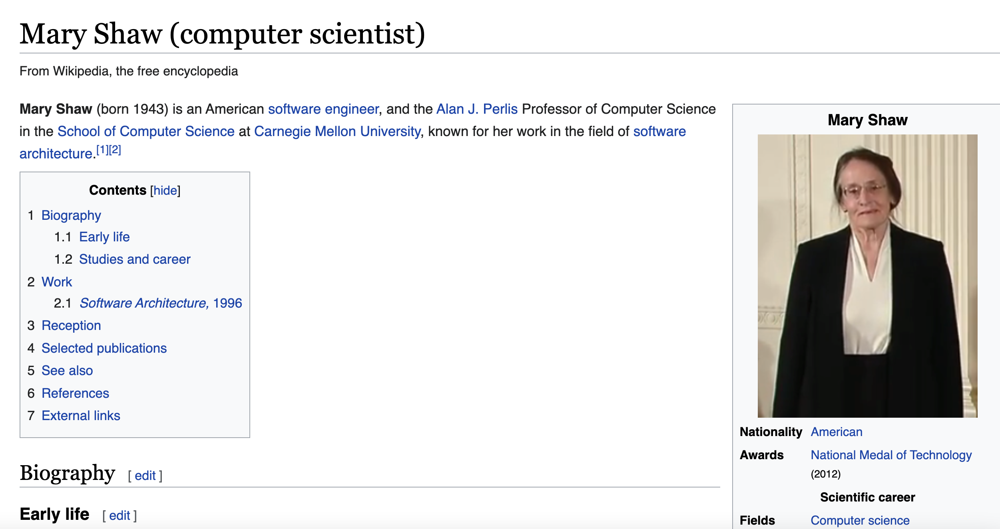 Mary Shaw (computer scientist)
From Wikipedia, the free encyclopedia
Mary Shaw (born 1943) is an American software engineer, and the Alan J. Perlis Professor of Computer Science
in the School of Computer Science at Carnegie Mellon University, known for her work in the field of software
architecture.[1][2]
Contents [hide]
1 Biography
1.1 Early life
1.2 Studies and career
2 Work
2.1 Software Architecture, 1996
3 Reception
4 Selected publications
5 See also
6 References
7 External links
Biography [ edit ]
Early life [ edit ]
Mary Shaw
Nationality American
Awards National Medal of Technology
(2012)
Scientific career
Fields Computer science